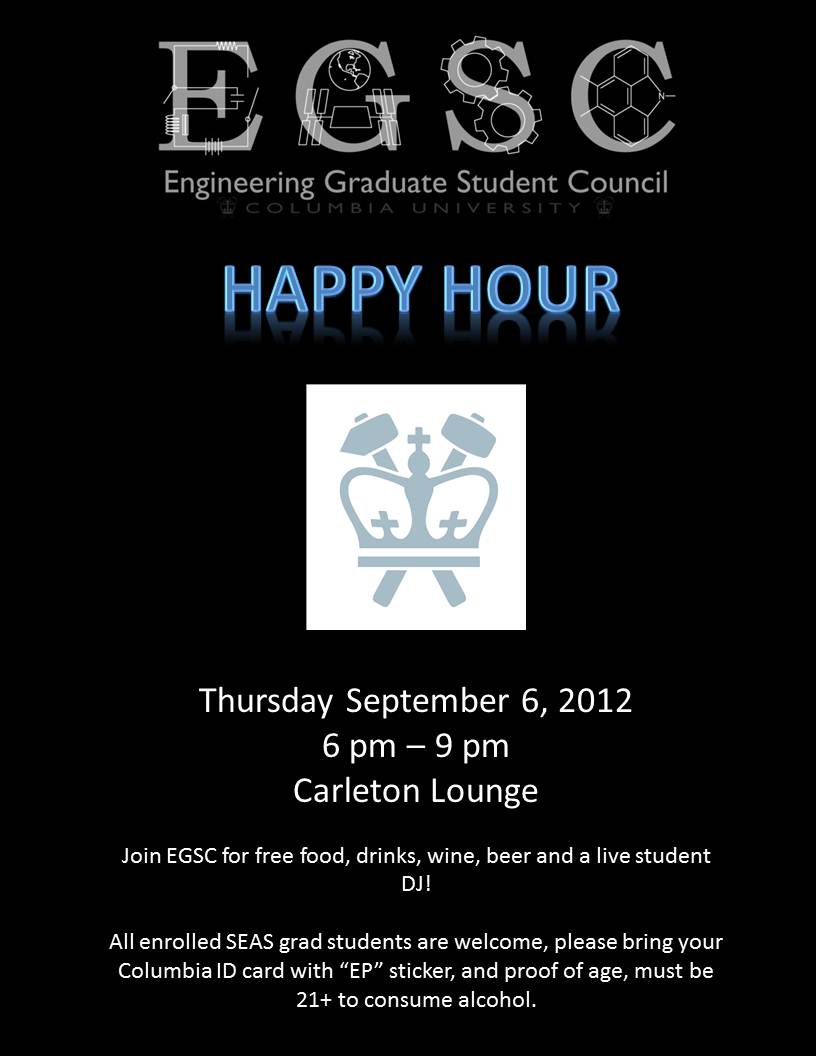 EGSC
N
Engineering Graduate Student Council
COLUMBIA UNIVERSITY
HAPPY HOUR
Thursday September 6, 2012
6 pm – 9 pm
Carleton Lounge
Join EGSC for free food, drinks, wine, beer and a live student
DJ!
All enrolled SEAS grad students are welcome, please bring your
Columbia ID card with “EP” sticker, and proof of age, must be
21+ to consume alcohol.